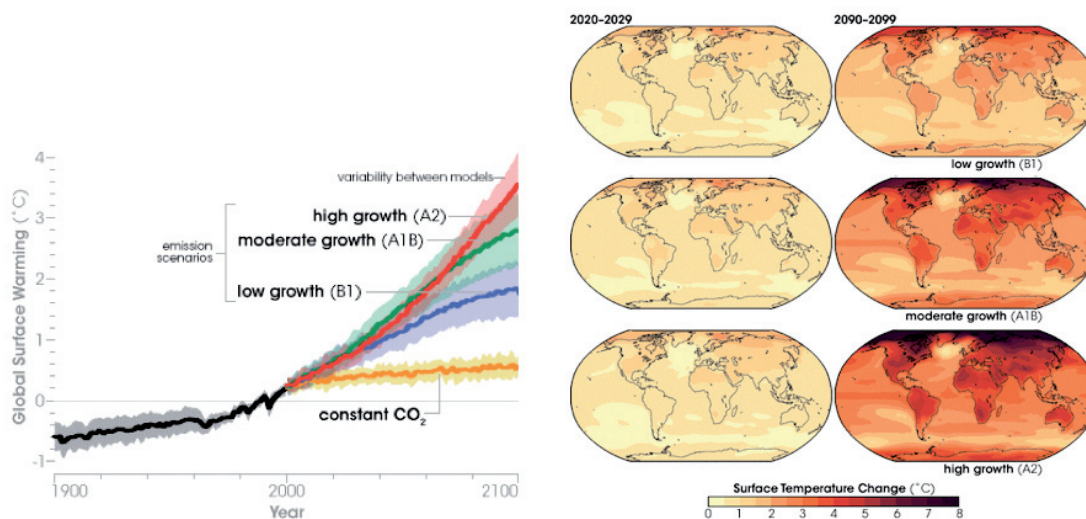 4
3
2
1
0
-1
Global Surface Warming (°C)
variability between models
high growth (A2)
moderate growth (A1B)
emission
scenarios
low growth (B1)
constant CO₂
1900
2000
2100
Year
2020-2029
2090-2099
low growth (B1)
moderate growth (A1B)
high growth (A2)
Surface Temperature Change (°C)
0 1 2 3 4 5 6 7 8